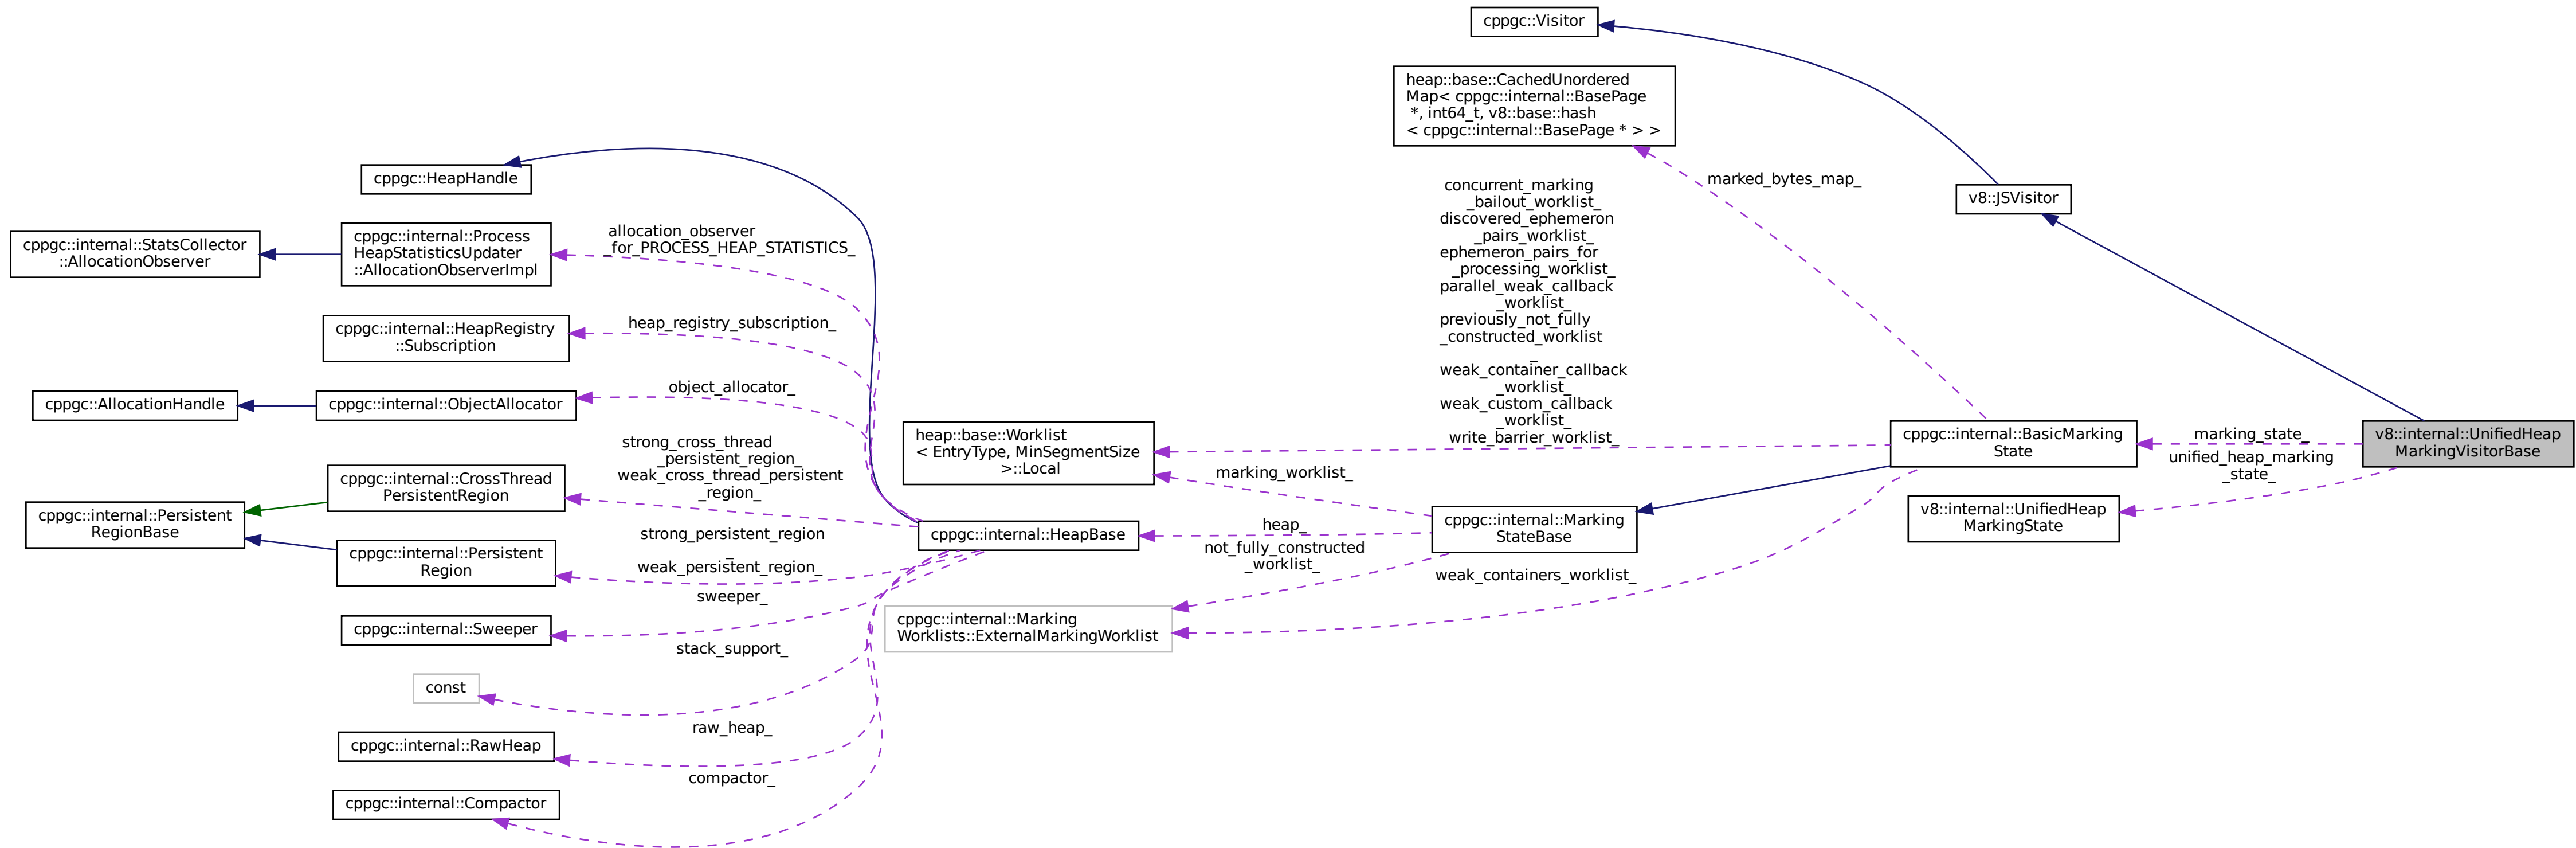 cppgc::Visitor
heap::base::CachedUnordered
Map< cppgc::internal::BasePage
*, int64_t, v8::base::hash
< cppgc::internal::BasePage * > >
marked_bytes_map_
v8::JSVisitor
cppgc::HeapHandle
cppgc::internal::StatsCollector
::AllocationObserver
cppgc::internal::Process
HeapStatisticsUpdater
::AllocationObserverImpl
allocation_observer
_for_PROCESS_HEAP_STATISTICS_
cppgc::internal::HeapRegistry
::Subscription
heap_registry_subscription_
cppgc::AllocationHandle
cppgc::internal::ObjectAllocator
object_allocator_
cppgc::internal::Persistent
RegionBase
cppgc::internal::CrossThread
PersistentRegion
strong_cross_thread
_persistent_region_
weak_cross_thread_persistent
_region_
cppgc::internal::Persistent
Region
strong_persistent_region
_
weak_persistent_region_
cppgc::internal::Sweeper
sweeper_
const
stack_support_
cppgc::internal::RawHeap
raw_heap_
cppgc::internal::Compactor
compactor_
concurrent_marking
_bailout_worklist_
discovered_ephemeron
_pairs_worklist_
ephemeron_pairs_for
_processing_worklist_
parallel_weak_callback
_worklist_
previously_not_fully
_constructed_worklist
_
weak_container_callback
_worklist_
weak_custom_callback
_worklist_
write_barrier_worklist_
heap::base::Worklist
< EntryType, MinSegmentSize
>::Local
marking_worklist_
cppgc::internal::HeapBase
heap_
not_fully_constructed
_worklist_
cppgc::internal::Marking
Worklists::ExternalMarkingWorklist
cppgc::internal::Marking
StateBase
weak_containers_worklist_
cppgc::internal::BasicMarking
State
marking_state_
unified_heap_marking
_state_
v8::internal::UnifiedHeap
MarkingState
v8::internal::UnifiedHeap
MarkingVisitorBase